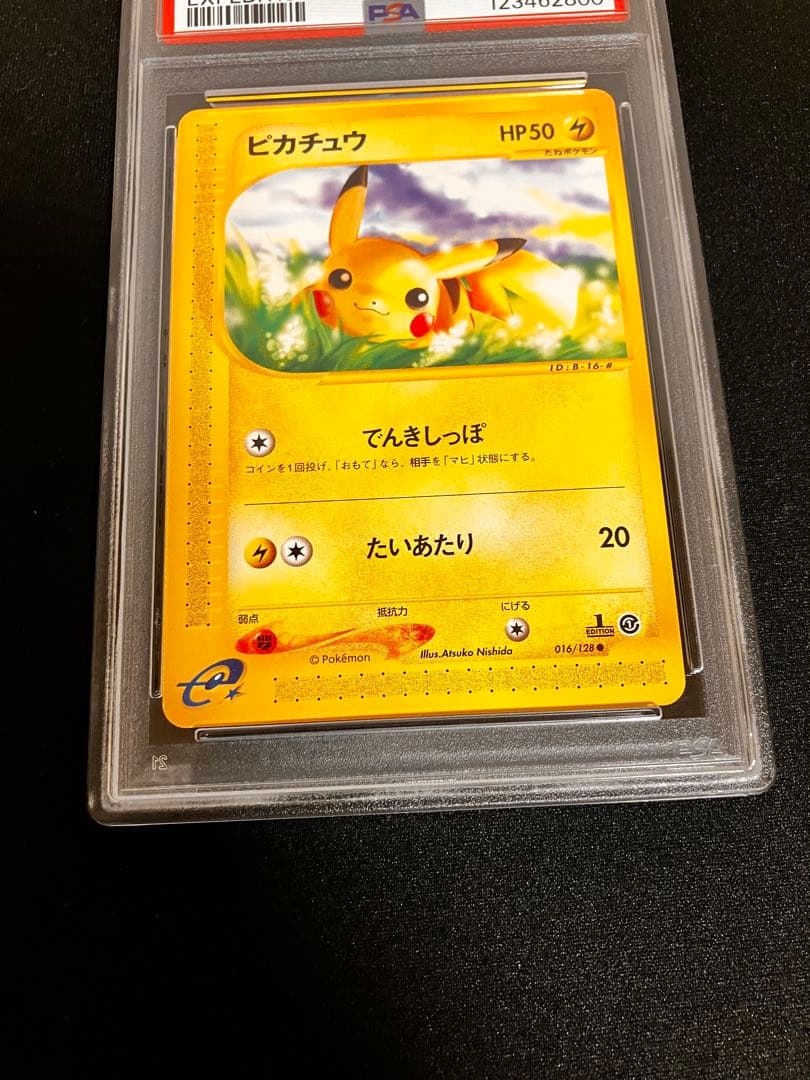 PSA
ピカチュウ
HP50
たねポケモン
ID:B-16-#
でんきしっぽ
コインを1回投げ、「おもて」なら、相手を「マヒ」状態にする。
たいあたり
20
弱点
抵抗力
にげる
© Pokémon
Illus.Atsuko Nishida
1
EDITION
016/128
e
21